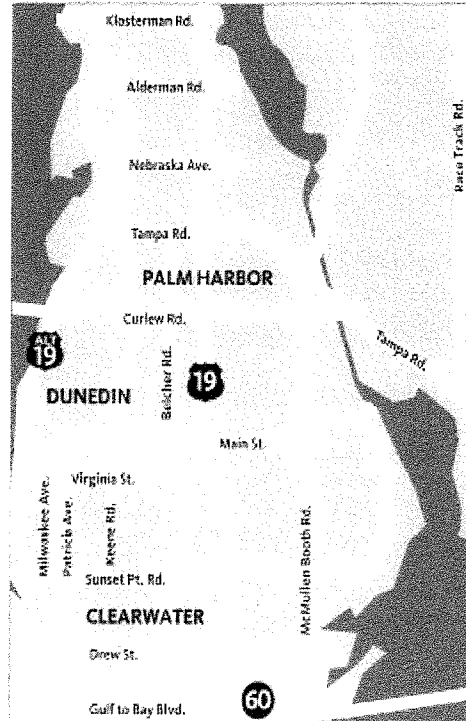 Klosterman Rd.
Alderman Rd.
Race Track Rd.
Nebraska Ave.
Tampa Rd.
PALM HARBOR
Curlew Rd.
ALT
19
Belcher Rd.
19
Tampa Rd.
DUNEDIN
Main St.
Virginia St.
Milwaukee Ave.
Patricia Ave.
Keene Rd.
McMullen Booth Rd.
Sunset Pt. Rd.
CLEARWATER
Drew St.
Gulf to Bay Blvd.
60